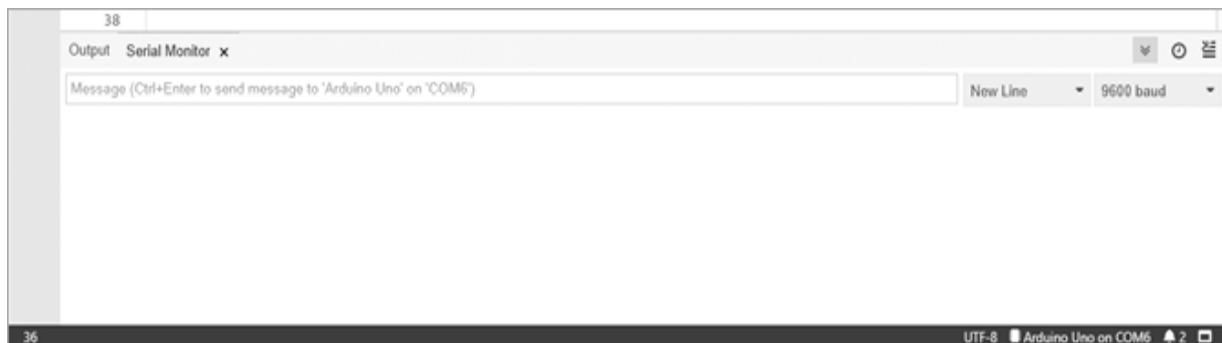 38
Output Serial Monitor x
Message (Ctrl+Enter to send message to 'Arduino Uno' on 'COM6') New Line 9600 baud
36 UTF-8 Arduino Uno on COM6 2